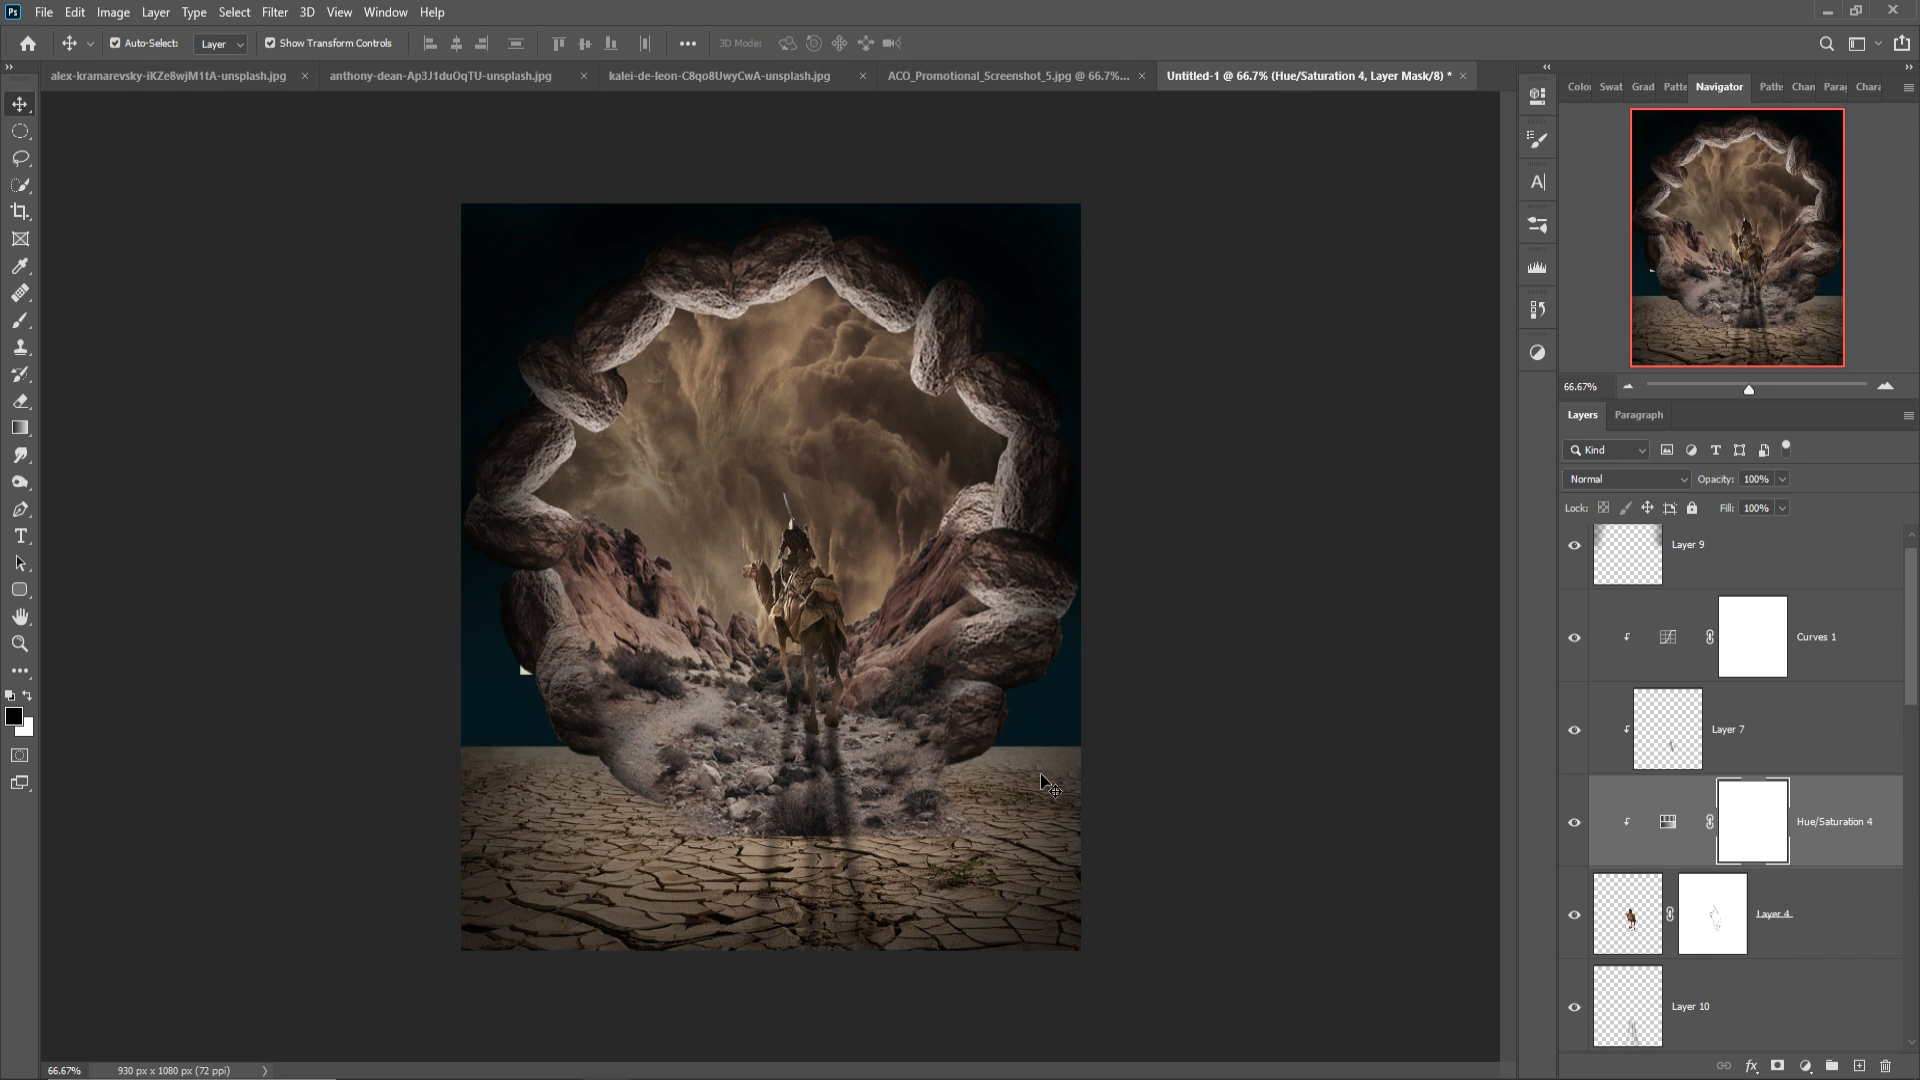 Ps File Edit Image Layer Type Select Filter 3D View Window Help
Auto-Select: Layer Show Transform Controls 3D Mode:
alex-kramarevsky-iKZe8wjM1tA-unsplash.jpg × anthony-dean-Ap3J1duOqTU-unsplash.jpg × kalei-de-leon-C8qo8UwyCwA-unsplash.jpg × ACO_Promotional_Screenshot_5.jpg @ 66.7%... × Untitled-1 @ 66.7% (Hue/Saturation 4, Layer Mask/8) * ×
Color Swat Grad Patte Navigator Paths Chan Para Chara
66.67%
Layers Paragraph
Kind
Normal Opacity: 100%
Lock: Fill: 100%
Layer 9
Curves 1
Layer 7
Hue/Saturation 4
Layer 4
Layer 10
66.67% 930 px x 1080 px (72 ppi)